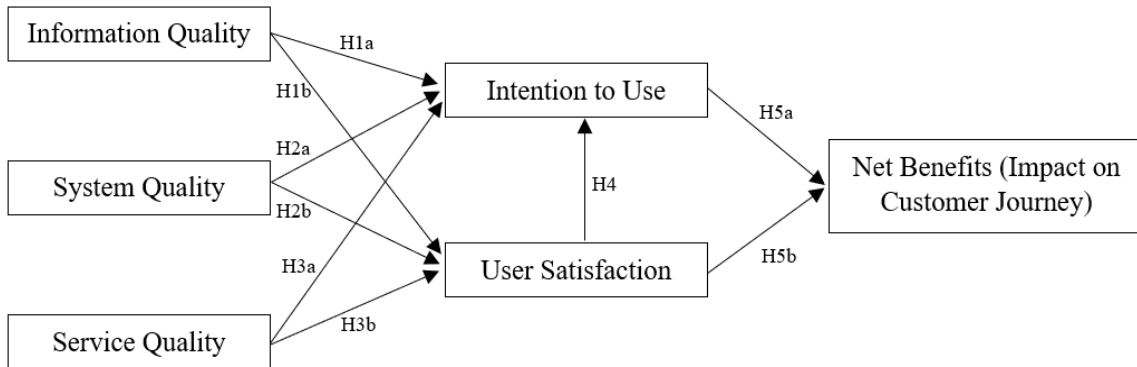 Information Quality
H1a
H1b
Intention to Use
H5a
H2a
System Quality
H2b
H4
Net Benefits (Impact on
Customer Journey)
H3a
User Satisfaction
H5b
H3b
Service Quality